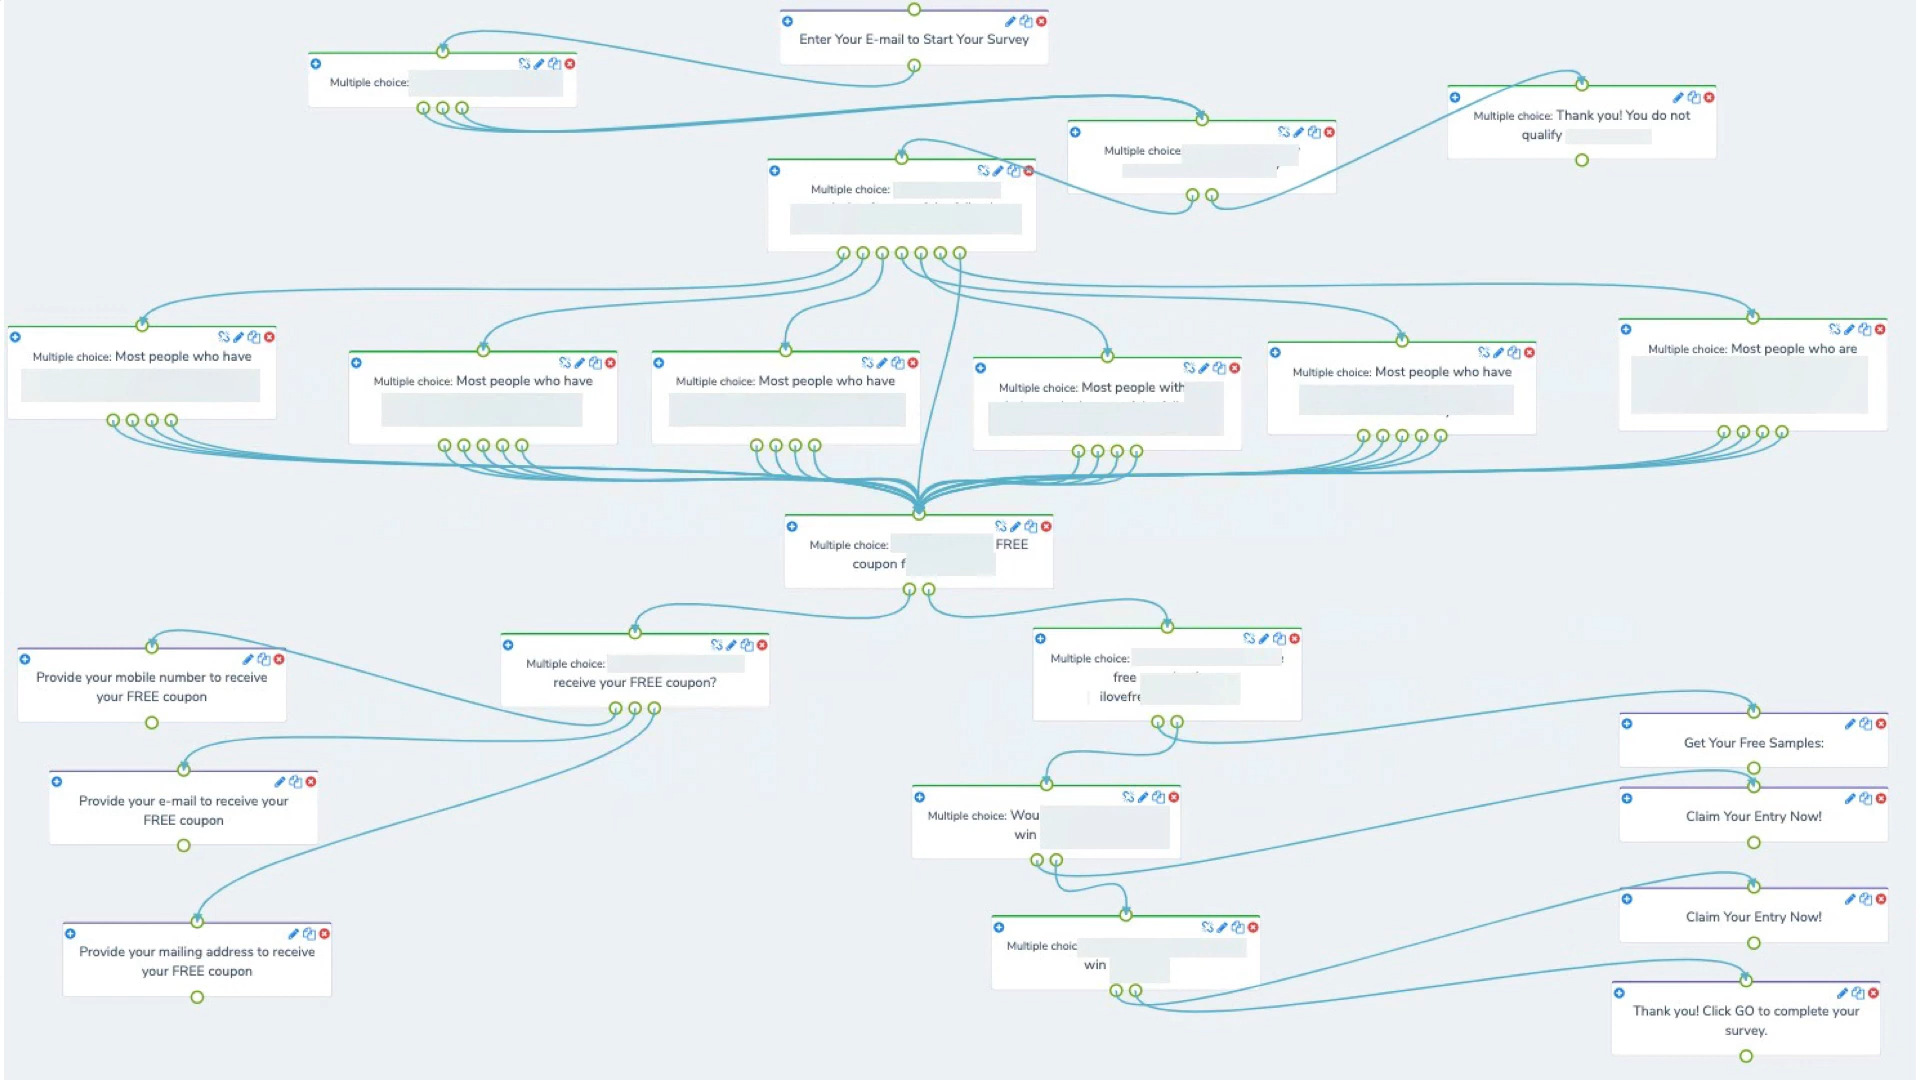 Enter Your E-mail to Start Your Survey
Multiple choice:
Multiple choice: Thank you! You do not
qualify
Multiple choice
Multiple choice:
Multiple choice: Most people who have
Multiple choice: Most people who have
Multiple choice: Most people who have
Multiple choice: Most people with
Multiple choice: Most people who have
Multiple choice: Most people who are
Multiple choice: FREE
coupon f
Multiple choice:
receive your FREE coupon?
Multiple choice:
free
ilovefre
Provide your mobile number to receive
your FREE coupon
Get Your Free Samples:
Provide your e-mail to receive your
FREE coupon
Multiple choice: Wou
win
Claim Your Entry Now!
Claim Your Entry Now!
Provide your mailing address to receive
your FREE coupon
Multiple choic
win
Thank you! Click GO to complete your
survey.